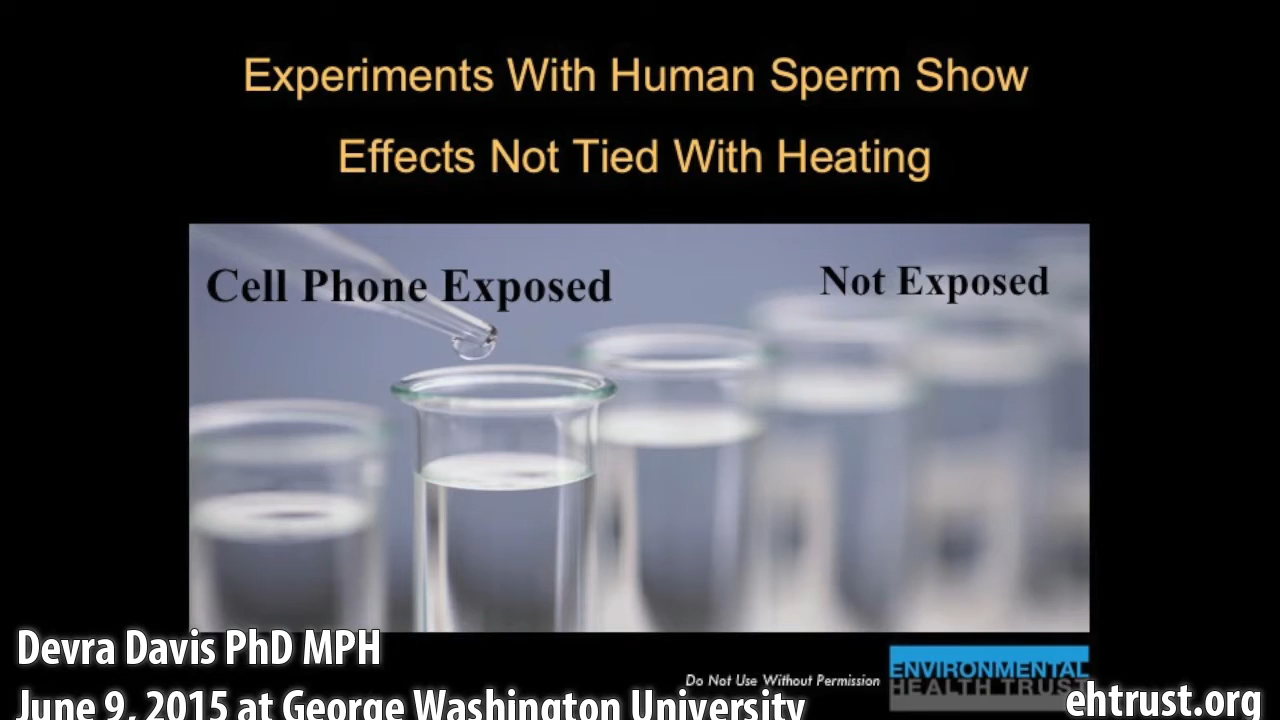 Experiments With Human Sperm Show
Effects Not Tied With Heating
Cell Phone Exposed
Not Exposed
Devra Davis PhD MPH
June 9, 2015 at George Washington University
Do Not Use Without Permission
ENVIRONMENTAL
HEALTH TRUST
ehtrust.org